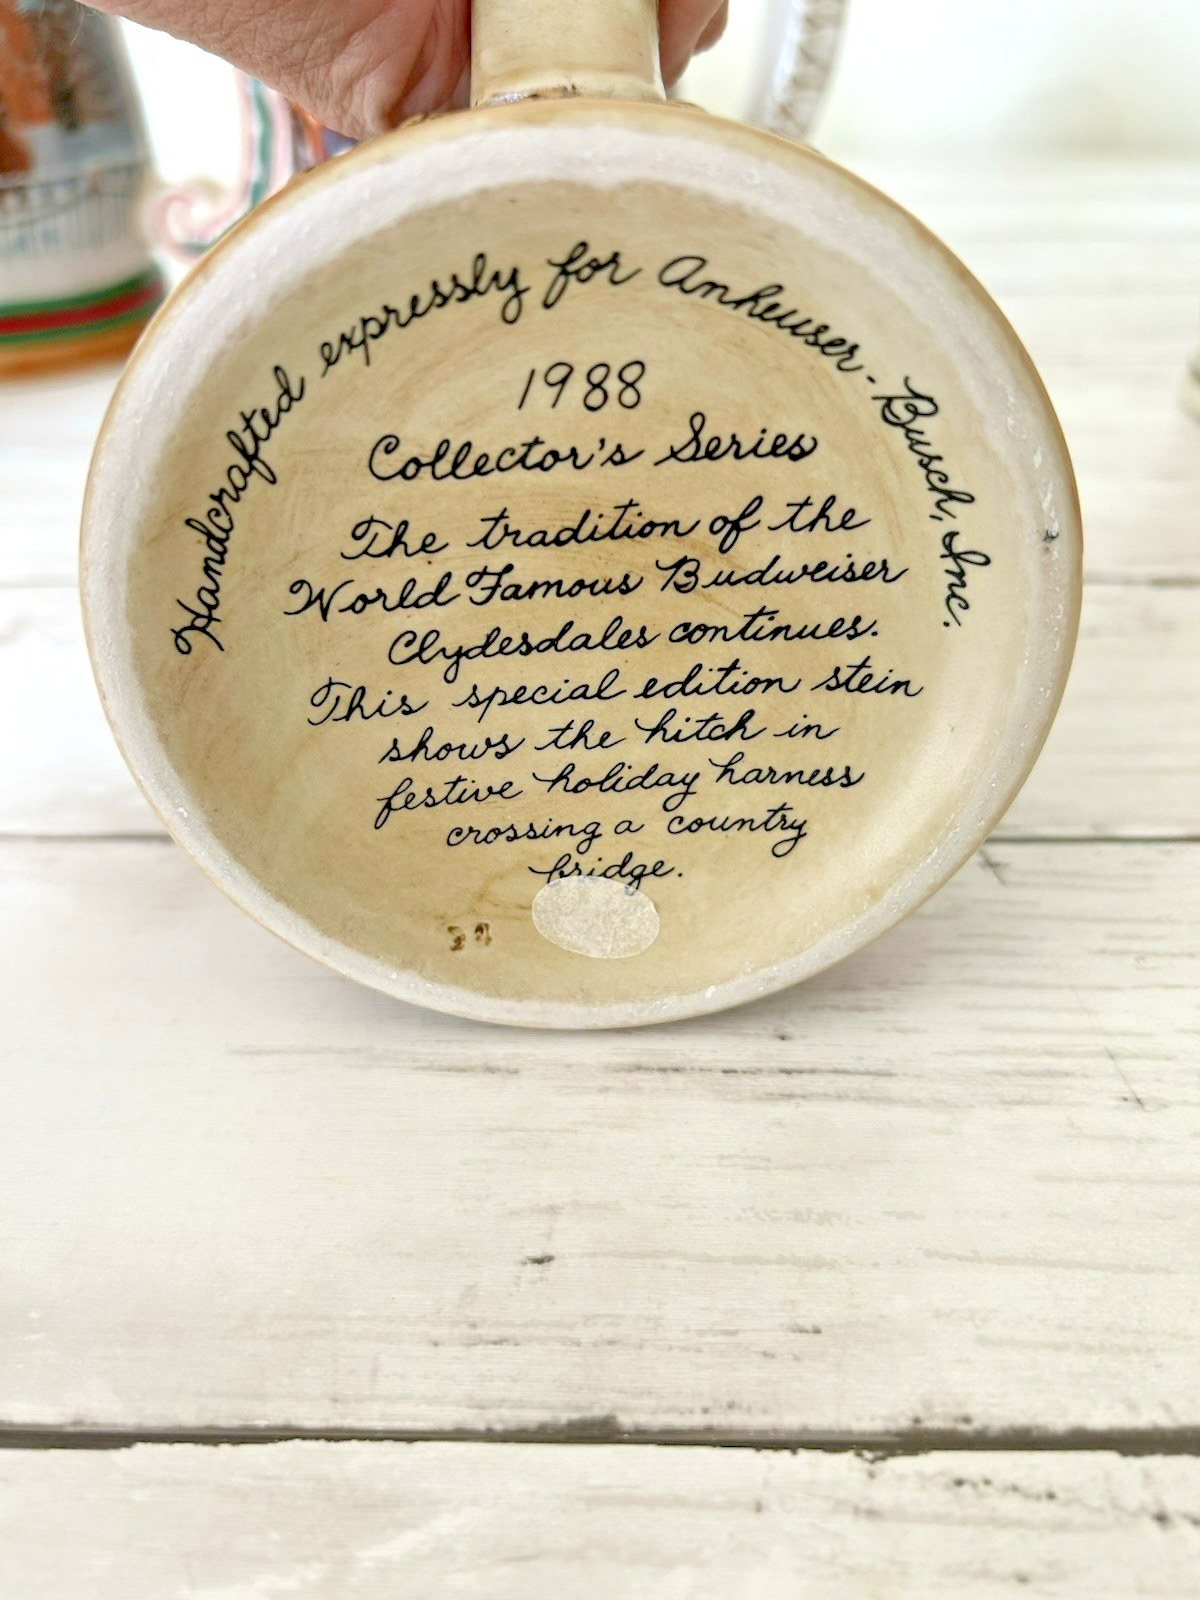 Handcrafted expressly for Anheuser-Busch, Inc.
1988
Collector's Series
The tradition of the
World Famous Budweiser
Clydesdales continues.
This special edition stein
shows the hitch in
festive holiday harness
crossing a country
bridge.